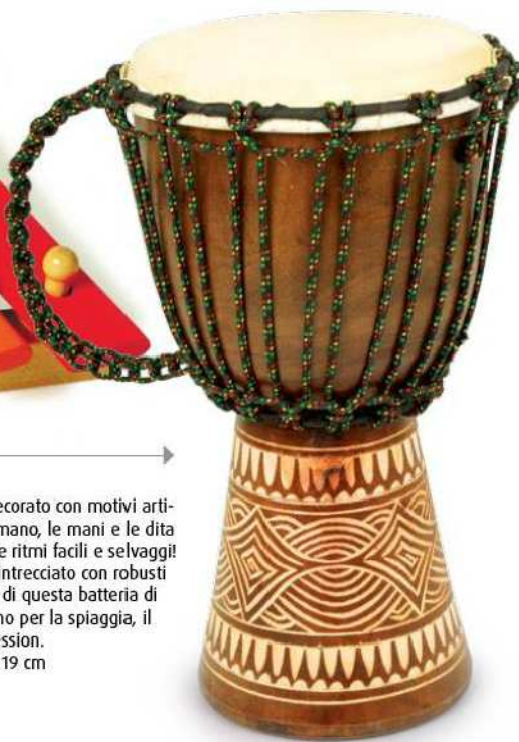 ecorato con motivi arti-
mano, le mani e le dita
e ritmi facili e selvaggi!
intrecciato con robusti
di questa batteria di
no per la spiaggia, il
ssion.
19 cm